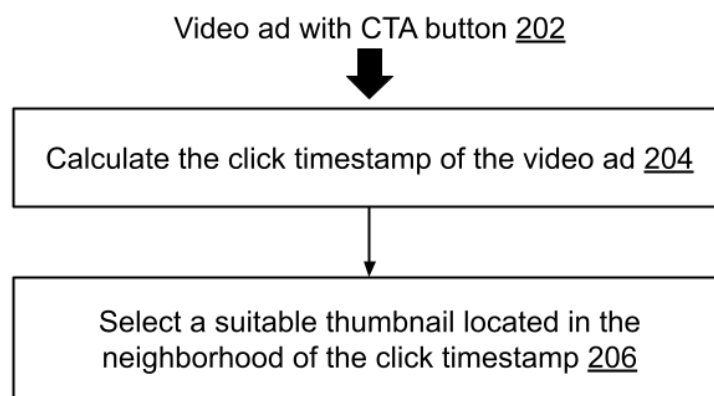 Video ad with CTA button 202
Calculate the click timestamp of the video ad 204
Select a suitable thumbnail located in the
neighborhood of the click timestamp 206